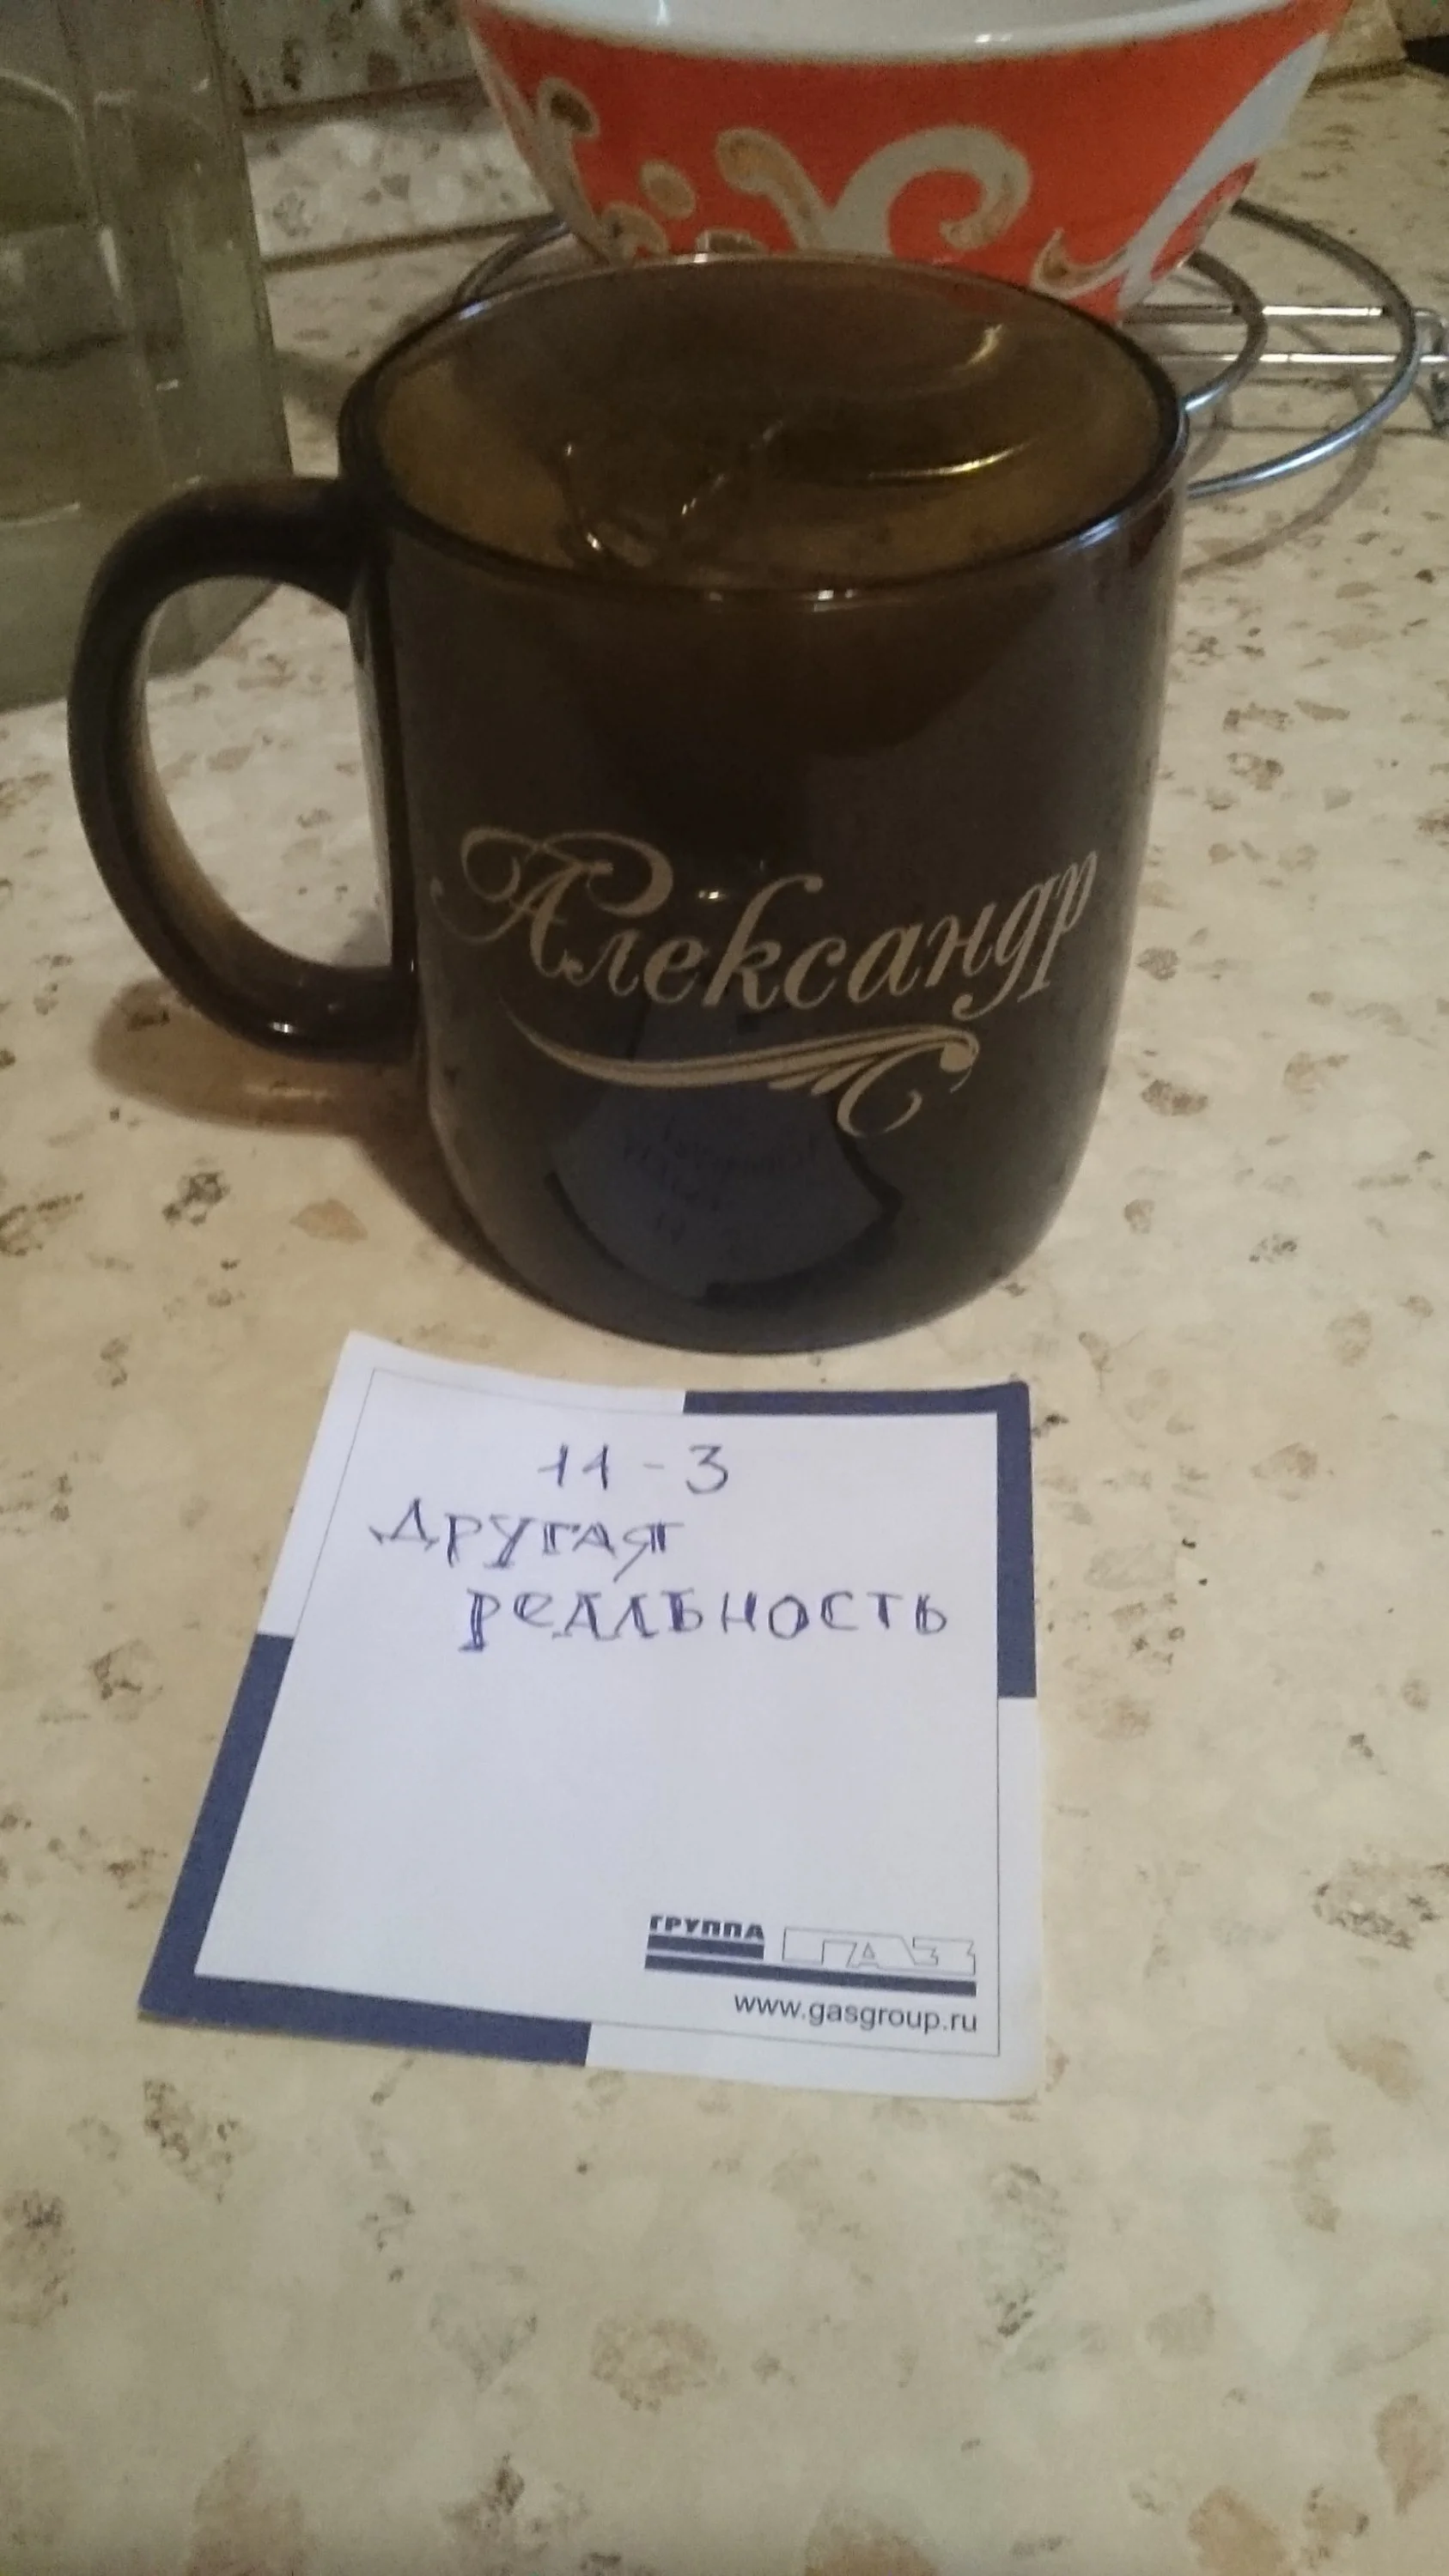 Александр
11-3
Другая
реальность
ГРУППА ГАЗ
www.gasgroup.ru